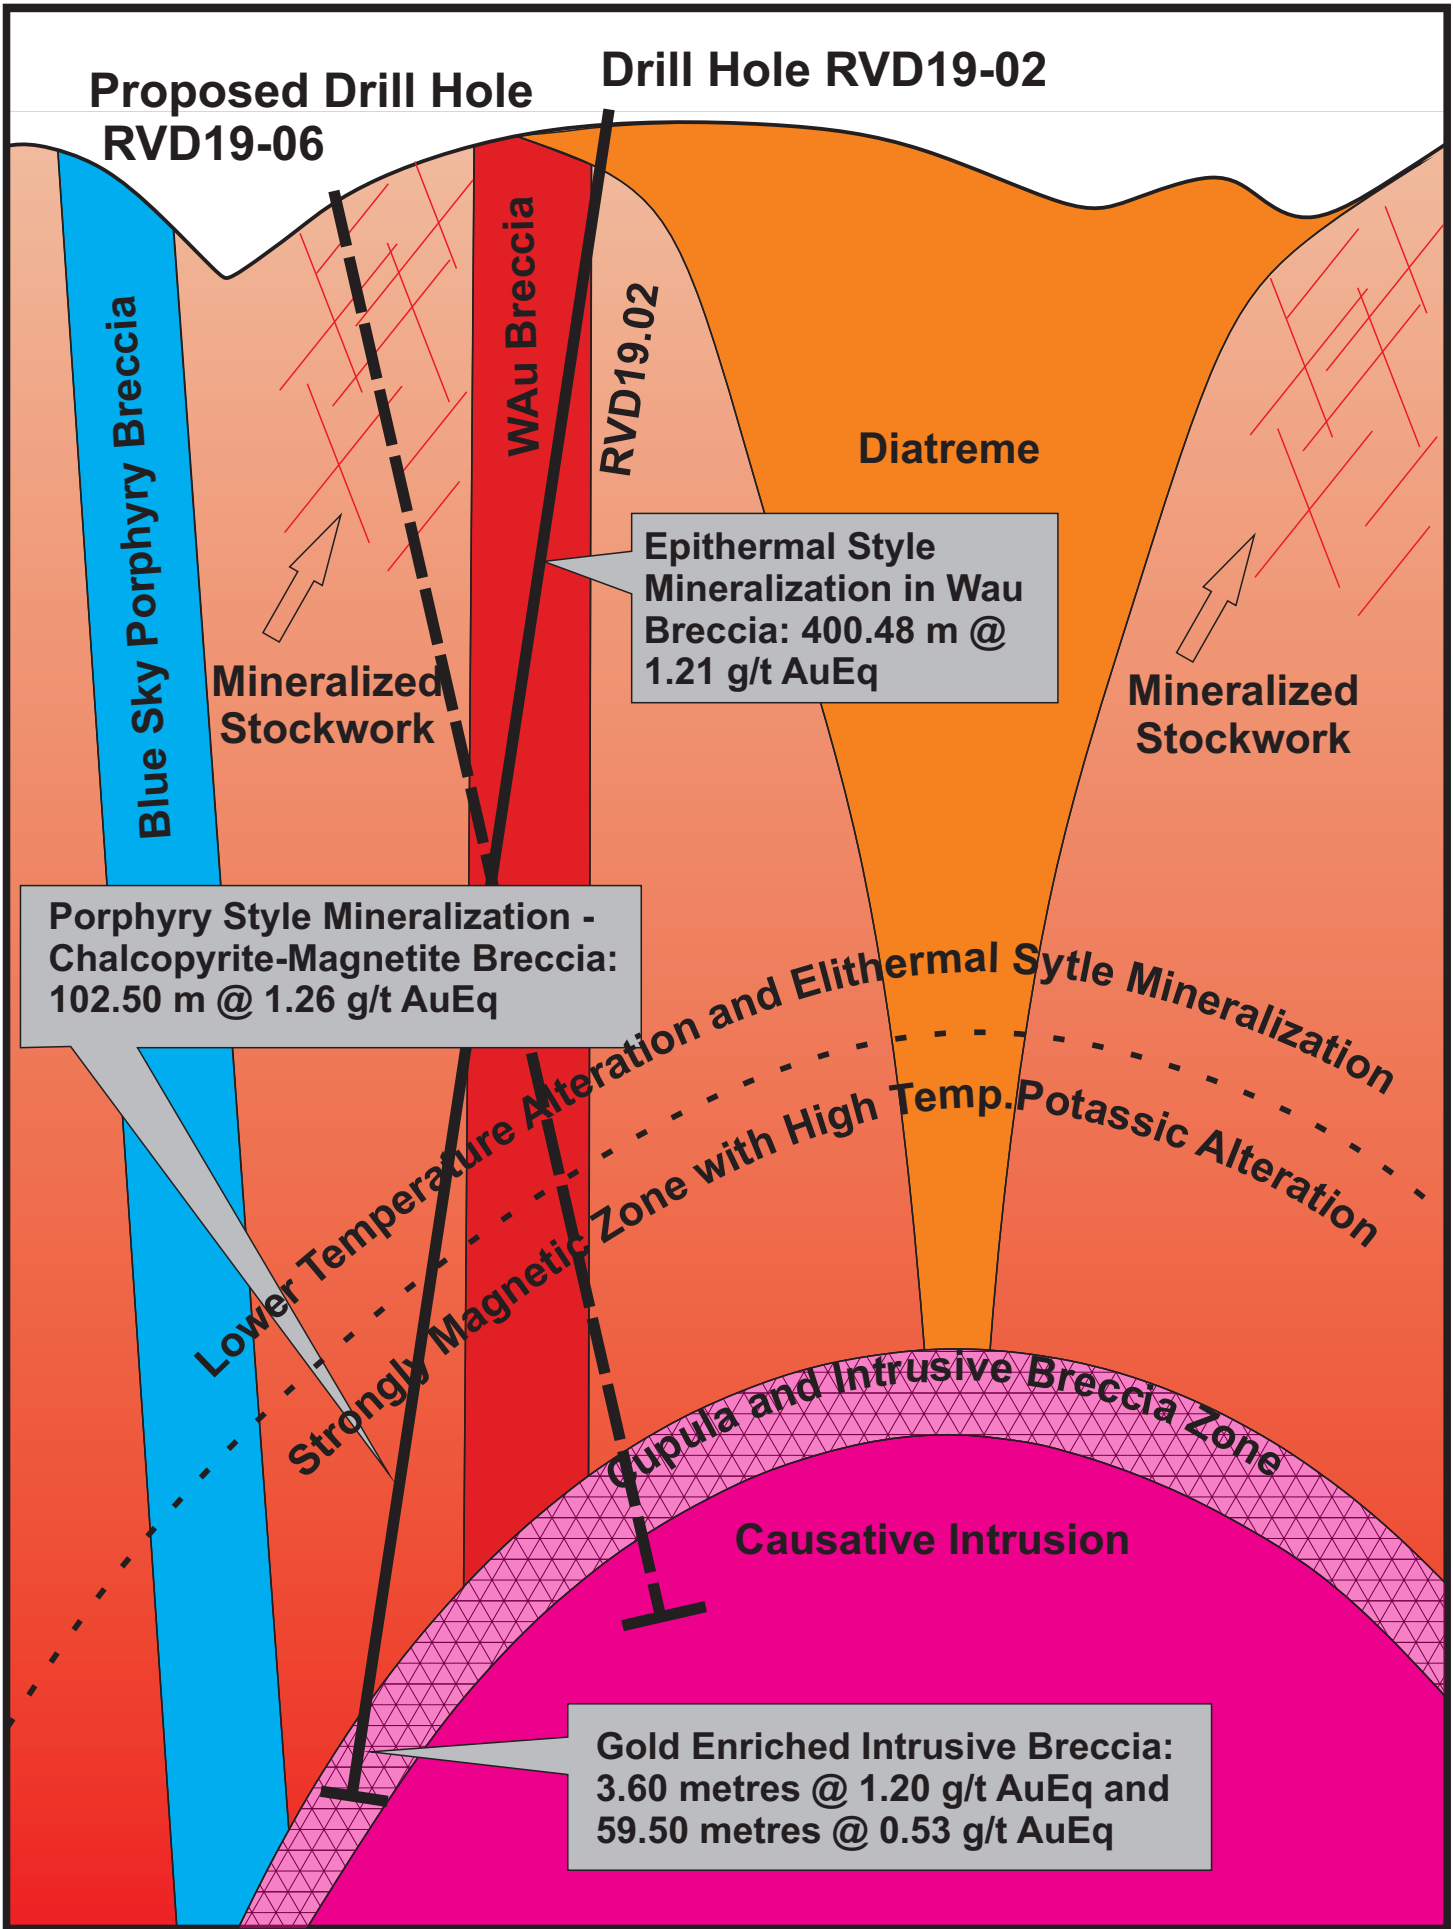 Proposed Drill Hole
RVD19-06
Drill Hole RVD19-02
Blue Sky Porphyry Breccia
WAu Breccia
RVD19.02
Diatreme
Epithermal Style
Mineralization in Wau
Breccia: 400.48 m @
1.21 g/t AuEq
Mineralized
Stockwork
Mineralized
Stockwork
Porphyry Style Mineralization -
Chalcopyrite-Magnetite Breccia:
102.50 m @ 1.26 g/t AuEq
Lower Temperature Alteration and Elithermal Sytle Mineralization
Strongly Magnetic Zone with High Temp.Potassic Alteration
Cupula and Intrusive Breccia Zone
Causative Intrusion
Gold Enriched Intrusive Breccia:
3.60 metres @ 1.20 g/t AuEq and
59.50 metres @ 0.53 g/t AuEq